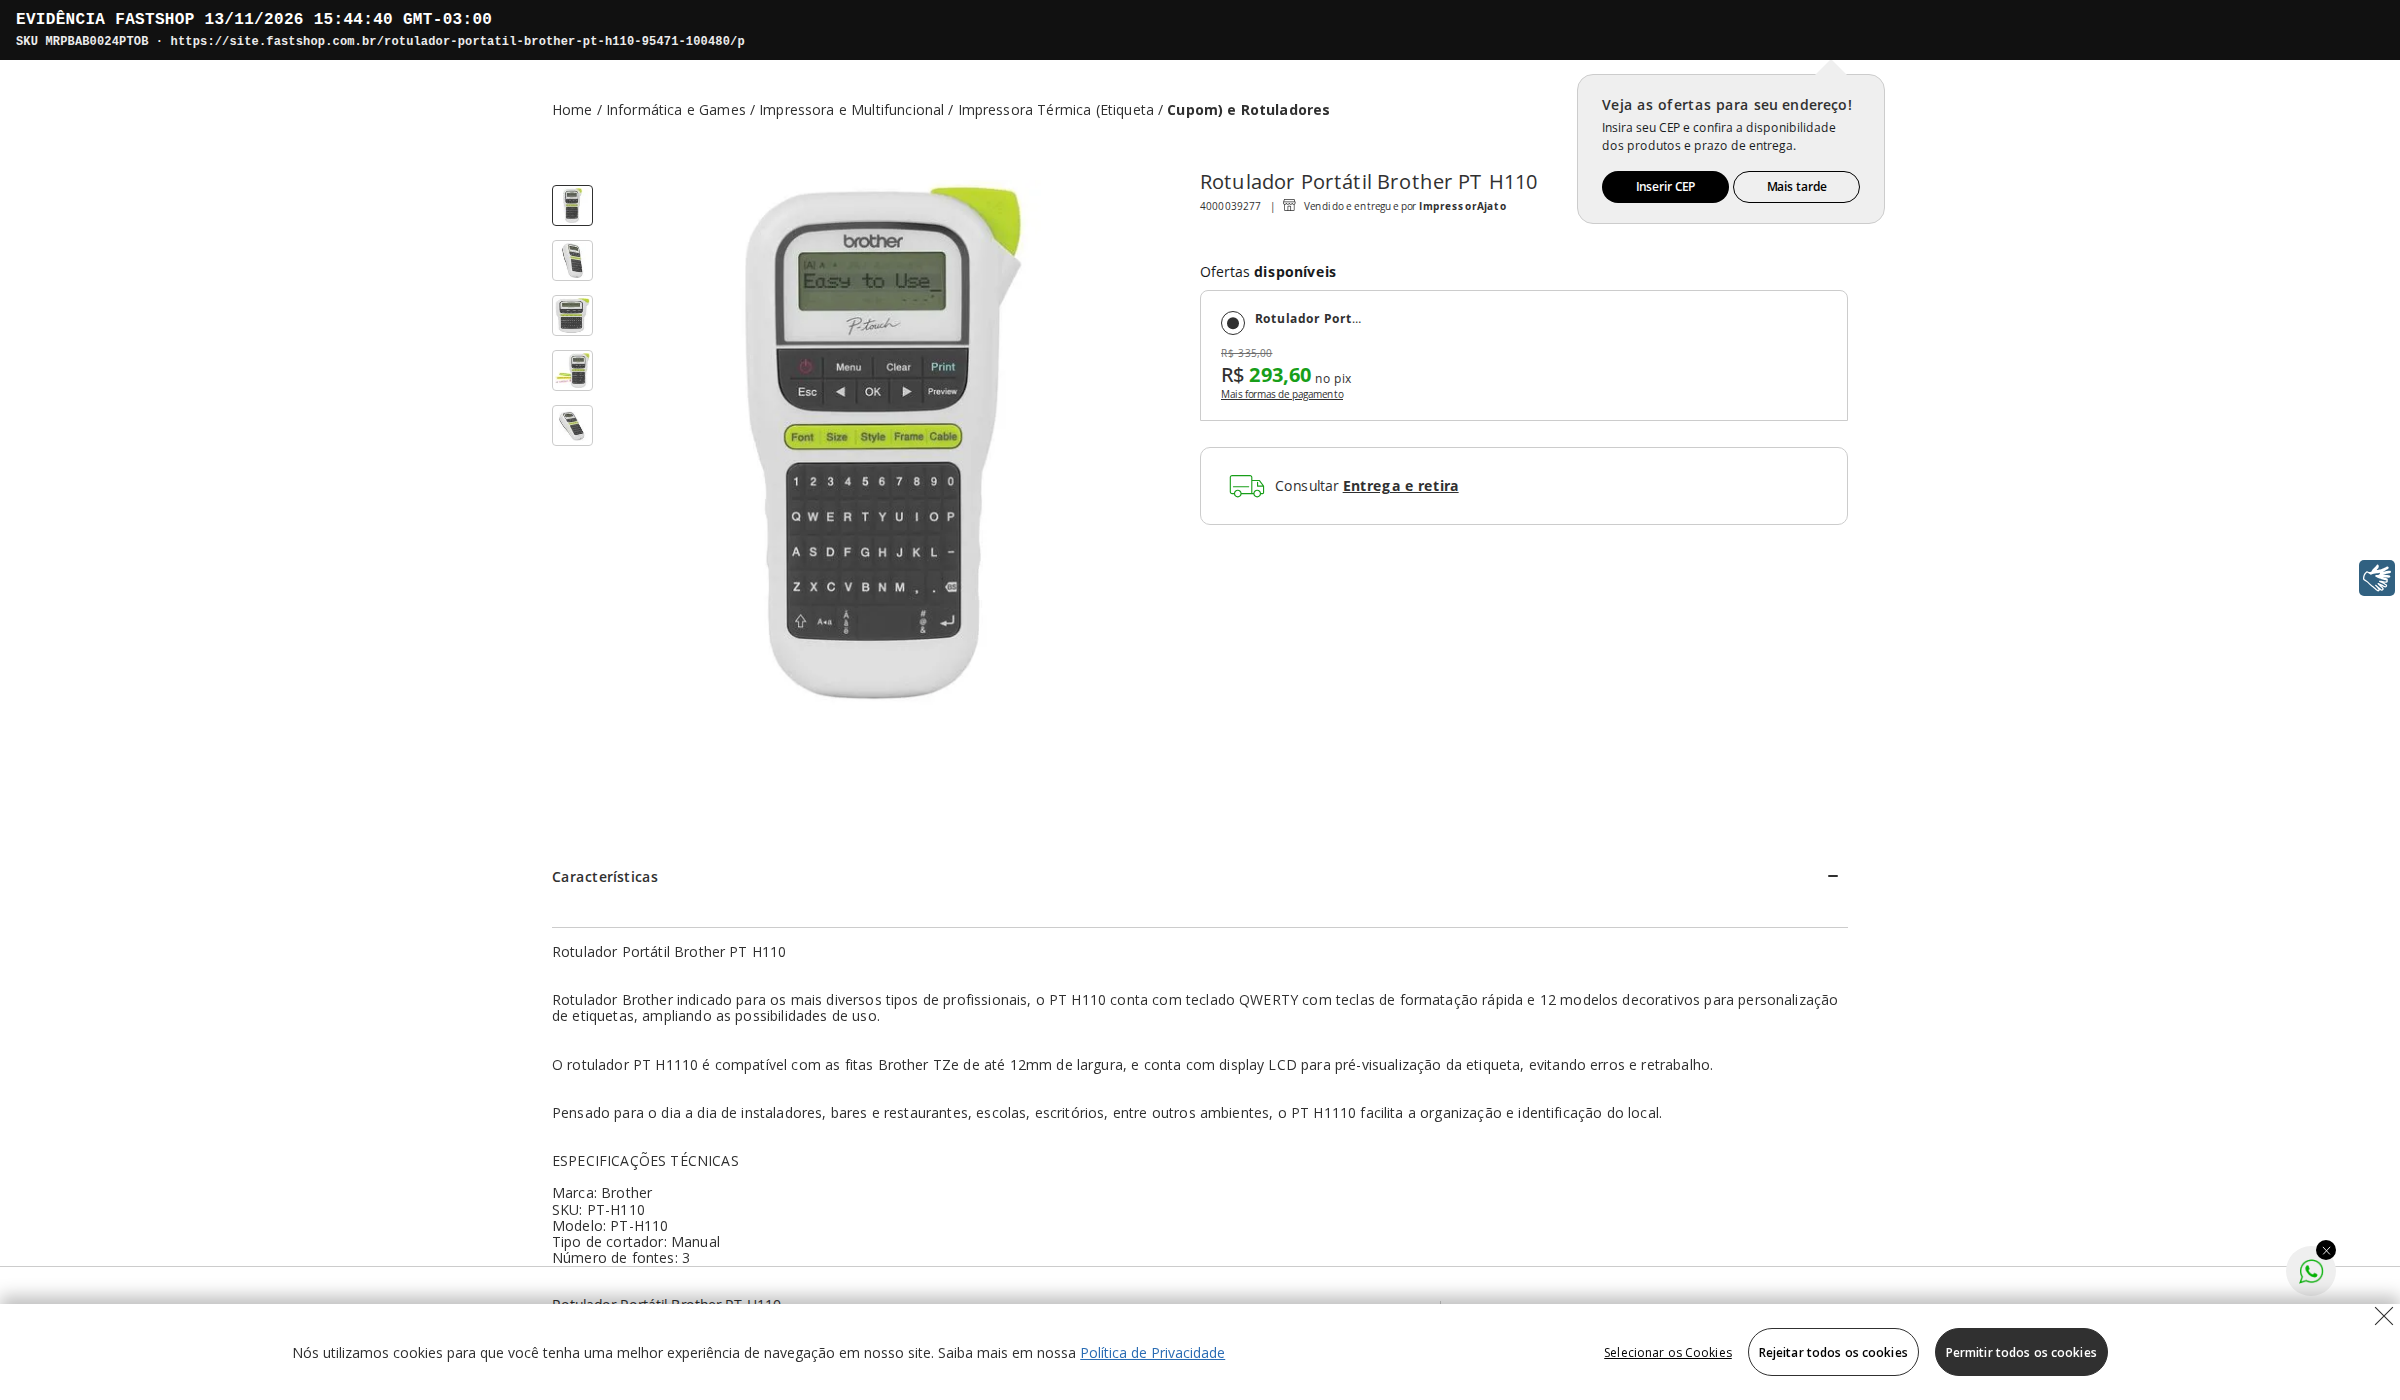 EVIDÊNCIA FASTSHOP 13/11/2026 15:44:40 GMT-03:00
SKU MRPBAB0024PTOB · https://site.fastshop.com.br/rotulador-portatil-brother-pt-h110-95471-100480/p
Home / Informática e Games / Impressora e Multifuncional / Impressora Térmica (Etiqueta / Cupom) e Rotuladores
Veja as ofertas para seu endereço!
Insira seu CEP e confira a disponibilidade
dos produtos e prazo de entrega.
Inserir CEP
Mais tarde
Rotulador Portátil Brother PT H110
4000039277 | Vendido e entregue por ImpressorAjato
Ofertas disponíveis
Rotulador Port...
R$ 335,00
R$ 293,60 no pix
Mais formas de pagamento
Consultar Entrega e retira
brother
Easy to Use_
P-touch
Menu Clear Print
Esc OK Preview
Font Size Style Frame Cable
1 2 3 4 5 6 7 8 9 0
Q W E R T Y U I O P
A S D F G H J K L -
Z X C V B N M , .
Características
Rotulador Portátil Brother PT H110
Rotulador Brother indicado para os mais diversos tipos de profissionais, o PT H110 conta com teclado QWERTY com teclas de formatação rápida e 12 modelos decorativos para personalização
de etiquetas, ampliando as possibilidades de uso.
O rotulador PT H1110 é compatível com as fitas Brother TZe de até 12mm de largura, e conta com display LCD para pré-visualização da etiqueta, evitando erros e retrabalho.
Pensado para o dia a dia de instaladores, bares e restaurantes, escolas, escritórios, entre outros ambientes, o PT H1110 facilita a organização e identificação do local.
ESPECIFICAÇÕES TÉCNICAS
Marca: Brother
SKU: PT-H110
Modelo: PT-H110
Tipo de cortador: Manual
Número de fontes: 3
Rotulador Portátil Brother PT H110
Nós utilizamos cookies para que você tenha uma melhor experiência de navegação em nosso site. Saiba mais em nossa Política de Privacidade
Selecionar os Cookies
Rejeitar todos os cookies
Permitir todos os cookies